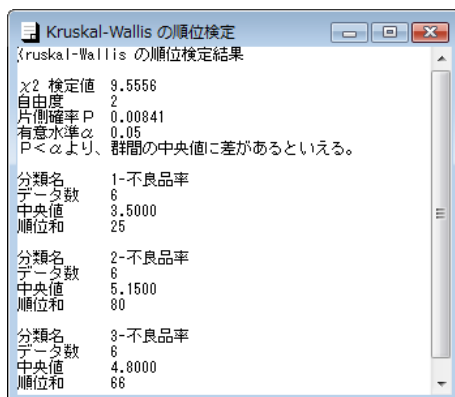 Kruskal-Wallis の順位検定
Kruskal-Wallis の順位検定結果
χ2 検定値 9.5556
自由度 2
片側確率P 0.00841
有意水準α 0.05
P<αより、群間の中央値に差があるといえる。
分類名 1-不良品率
データ数 6
中央値 3.5000
順位和 25
分類名 2-不良品率
データ数 6
中央値 5.1500
順位和 80
分類名 3-不良品率
データ数 6
中央値 4.8000
順位和 66